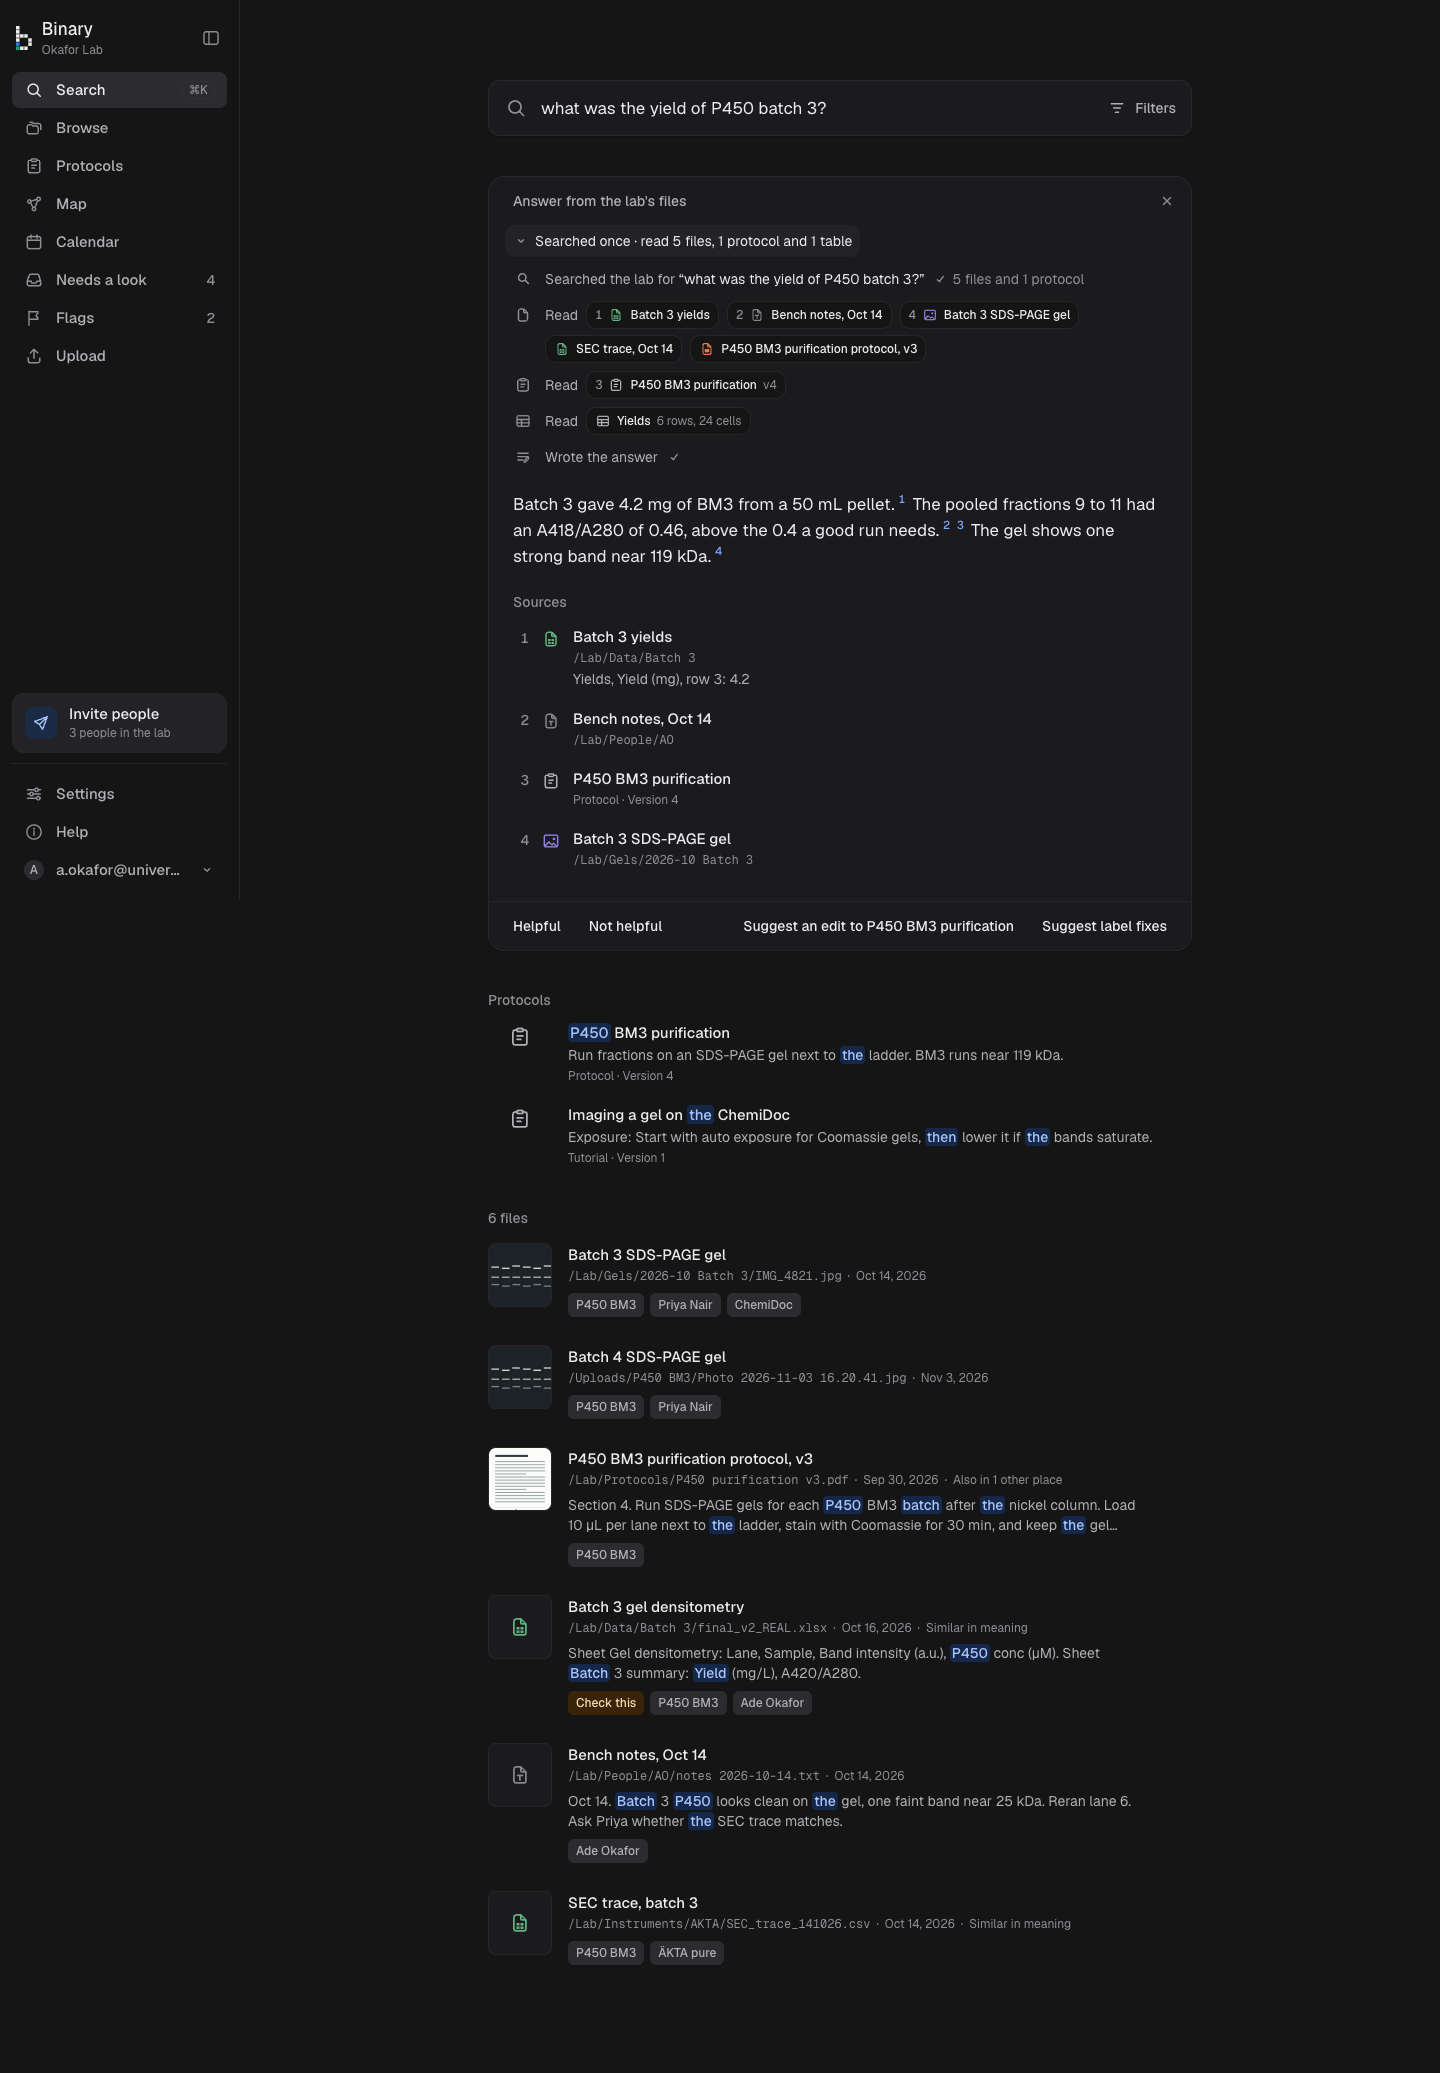 Binary
Okafor Lab
Search ⌘K
Browse
Protocols
Map
Calendar
Needs a look 4
Flags 2
Upload
Invite people
3 people in the lab
Settings
Help
A a.okafor@univer...
what was the yield of P450 batch 3?
Filters
Answer from the lab's files
Searched once · read 5 files, 1 protocol and 1 table
Searched the lab for “what was the yield of P450 batch 3?” 5 files and 1 protocol
Read 1 Batch 3 yields 2 Bench notes, Oct 14 4 Batch 3 SDS-PAGE gel
SEC trace, Oct 14 P450 BM3 purification protocol, v3
Read 3 P450 BM3 purification v4
Read Yields 6 rows, 24 cells
Wrote the answer
Batch 3 gave 4.2 mg of BM3 from a 50 mL pellet. 1 The pooled fractions 9 to 11 had
an A418/A280 of 0.46, above the 0.4 a good run needs. 2 3 The gel shows one
strong band near 119 kDa. 4
Sources
1 Batch 3 yields
/Lab/Data/Batch 3
Yields, Yield (mg), row 3: 4.2
2 Bench notes, Oct 14
/Lab/People/AO
3 P450 BM3 purification
Protocol · Version 4
4 Batch 3 SDS-PAGE gel
/Lab/Gels/2026-10 Batch 3
Helpful Not helpful Suggest an edit to P450 BM3 purification Suggest label fixes
Protocols
P450 BM3 purification
Run fractions on an SDS-PAGE gel next to the ladder. BM3 runs near 119 kDa.
Protocol · Version 4
Imaging a gel on the ChemiDoc
Exposure: Start with auto exposure for Coomassie gels, then lower it if the bands saturate.
Tutorial · Version 1
6 files
Batch 3 SDS-PAGE gel
/Lab/Gels/2026-10 Batch 3/IMG_4821.jpg · Oct 14, 2026
P450 BM3 Priya Nair ChemiDoc
Batch 4 SDS-PAGE gel
/Uploads/P450 BM3/Photo 2026-11-03 16.20.41.jpg · Nov 3, 2026
P450 BM3 Priya Nair
P450 BM3 purification protocol, v3
/Lab/Protocols/P450 purification v3.pdf · Sep 30, 2026 · Also in 1 other place
Section 4. Run SDS-PAGE gels for each P450 BM3 batch after the nickel column. Load
10 µL per lane next to the ladder, stain with Coomassie for 30 min, and keep the gel...
P450 BM3
Batch 3 gel densitometry
/Lab/Data/Batch 3/final_v2_REAL.xlsx · Oct 16, 2026 · Similar in meaning
Sheet Gel densitometry: Lane, Sample, Band intensity (a.u.), P450 conc (µM). Sheet
Batch 3 summary: Yield (mg/L), A420/A280.
Check this P450 BM3 Ade Okafor
Bench notes, Oct 14
/Lab/People/AO/notes 2026-10-14.txt · Oct 14, 2026
Oct 14. Batch 3 P450 looks clean on the gel, one faint band near 25 kDa. Reran lane 6.
Ask Priya whether the SEC trace matches.
Ade Okafor
SEC trace, batch 3
/Lab/Instruments/AKTA/SEC_trace_141026.csv · Oct 14, 2026 · Similar in meaning
P450 BM3 ÄKTA pure